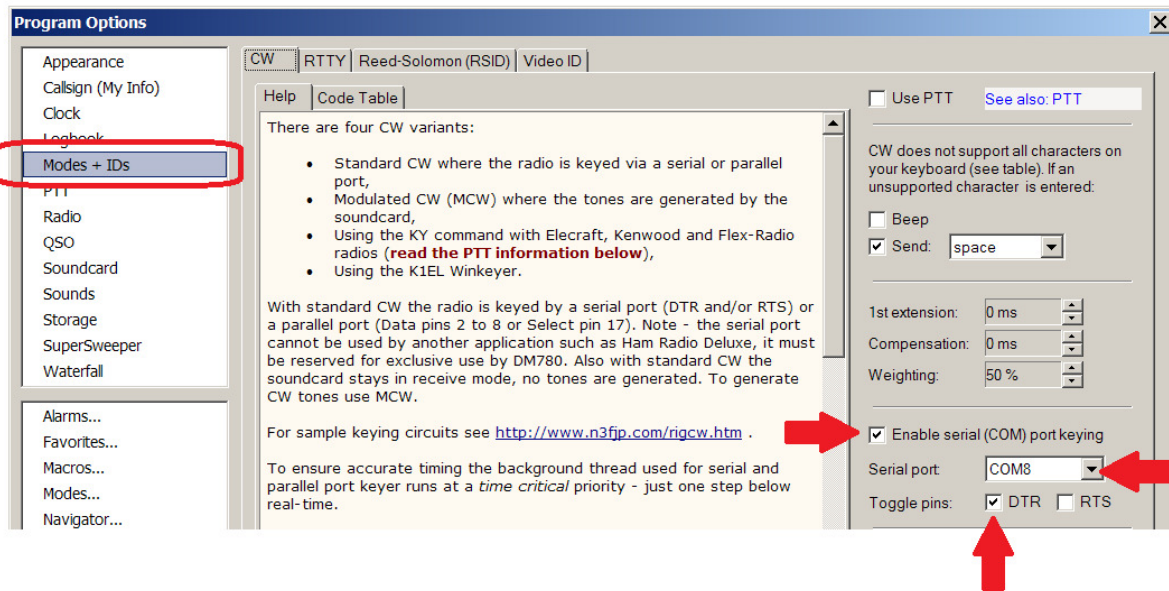 Program Options
Appearance
Callsign (My Info)
Clock
Logbook
Modes + IDs
PTT
Radio
QSO
Soundcard
Sounds
Storage
SuperSweeper
Waterfall
Alarms...
Favorites...
Macros...
Modes...
Navigator...
CW
RTTY
Reed-Solomon (RSID)
Video ID
Help
Code Table
There are four CW variants:
• Standard CW where the radio is keyed via a serial or parallel
port,
• Modulated CW (MCW) where the tones are generated by the
soundcard,
• Using the KY command with Elecraft, Kenwood and Flex-Radio
radios (read the PTT information below),
• Using the K1EL Winkeyer.
With standard CW the radio is keyed by a serial port (DTR and/or RTS) or
a parallel port (Data pins 2 to 8 or Select pin 17). Note - the serial port
cannot be used by another application such as Ham Radio Deluxe, it must
be reserved for exclusive use by DM780. Also with standard CW the
soundcard stays in receive mode, no tones are generated. To generate
CW tones use MCW.
For sample keying circuits see http://www.n3fjp.com/rigcw.htm .
To ensure accurate timing the background thread used for serial and
parallel port keyer runs at a time critical priority - just one step below
real-time.
Use PTT
See also: PTT
CW does not support all characters on
your keyboard (see table). If an
unsupported character is entered:
Beep
Send: space
1st extension: 0 ms
Compensation: 0 ms
Weighting: 50 %
Enable serial (COM) port keying
Serial port: COM8
Toggle pins: DTR RTS